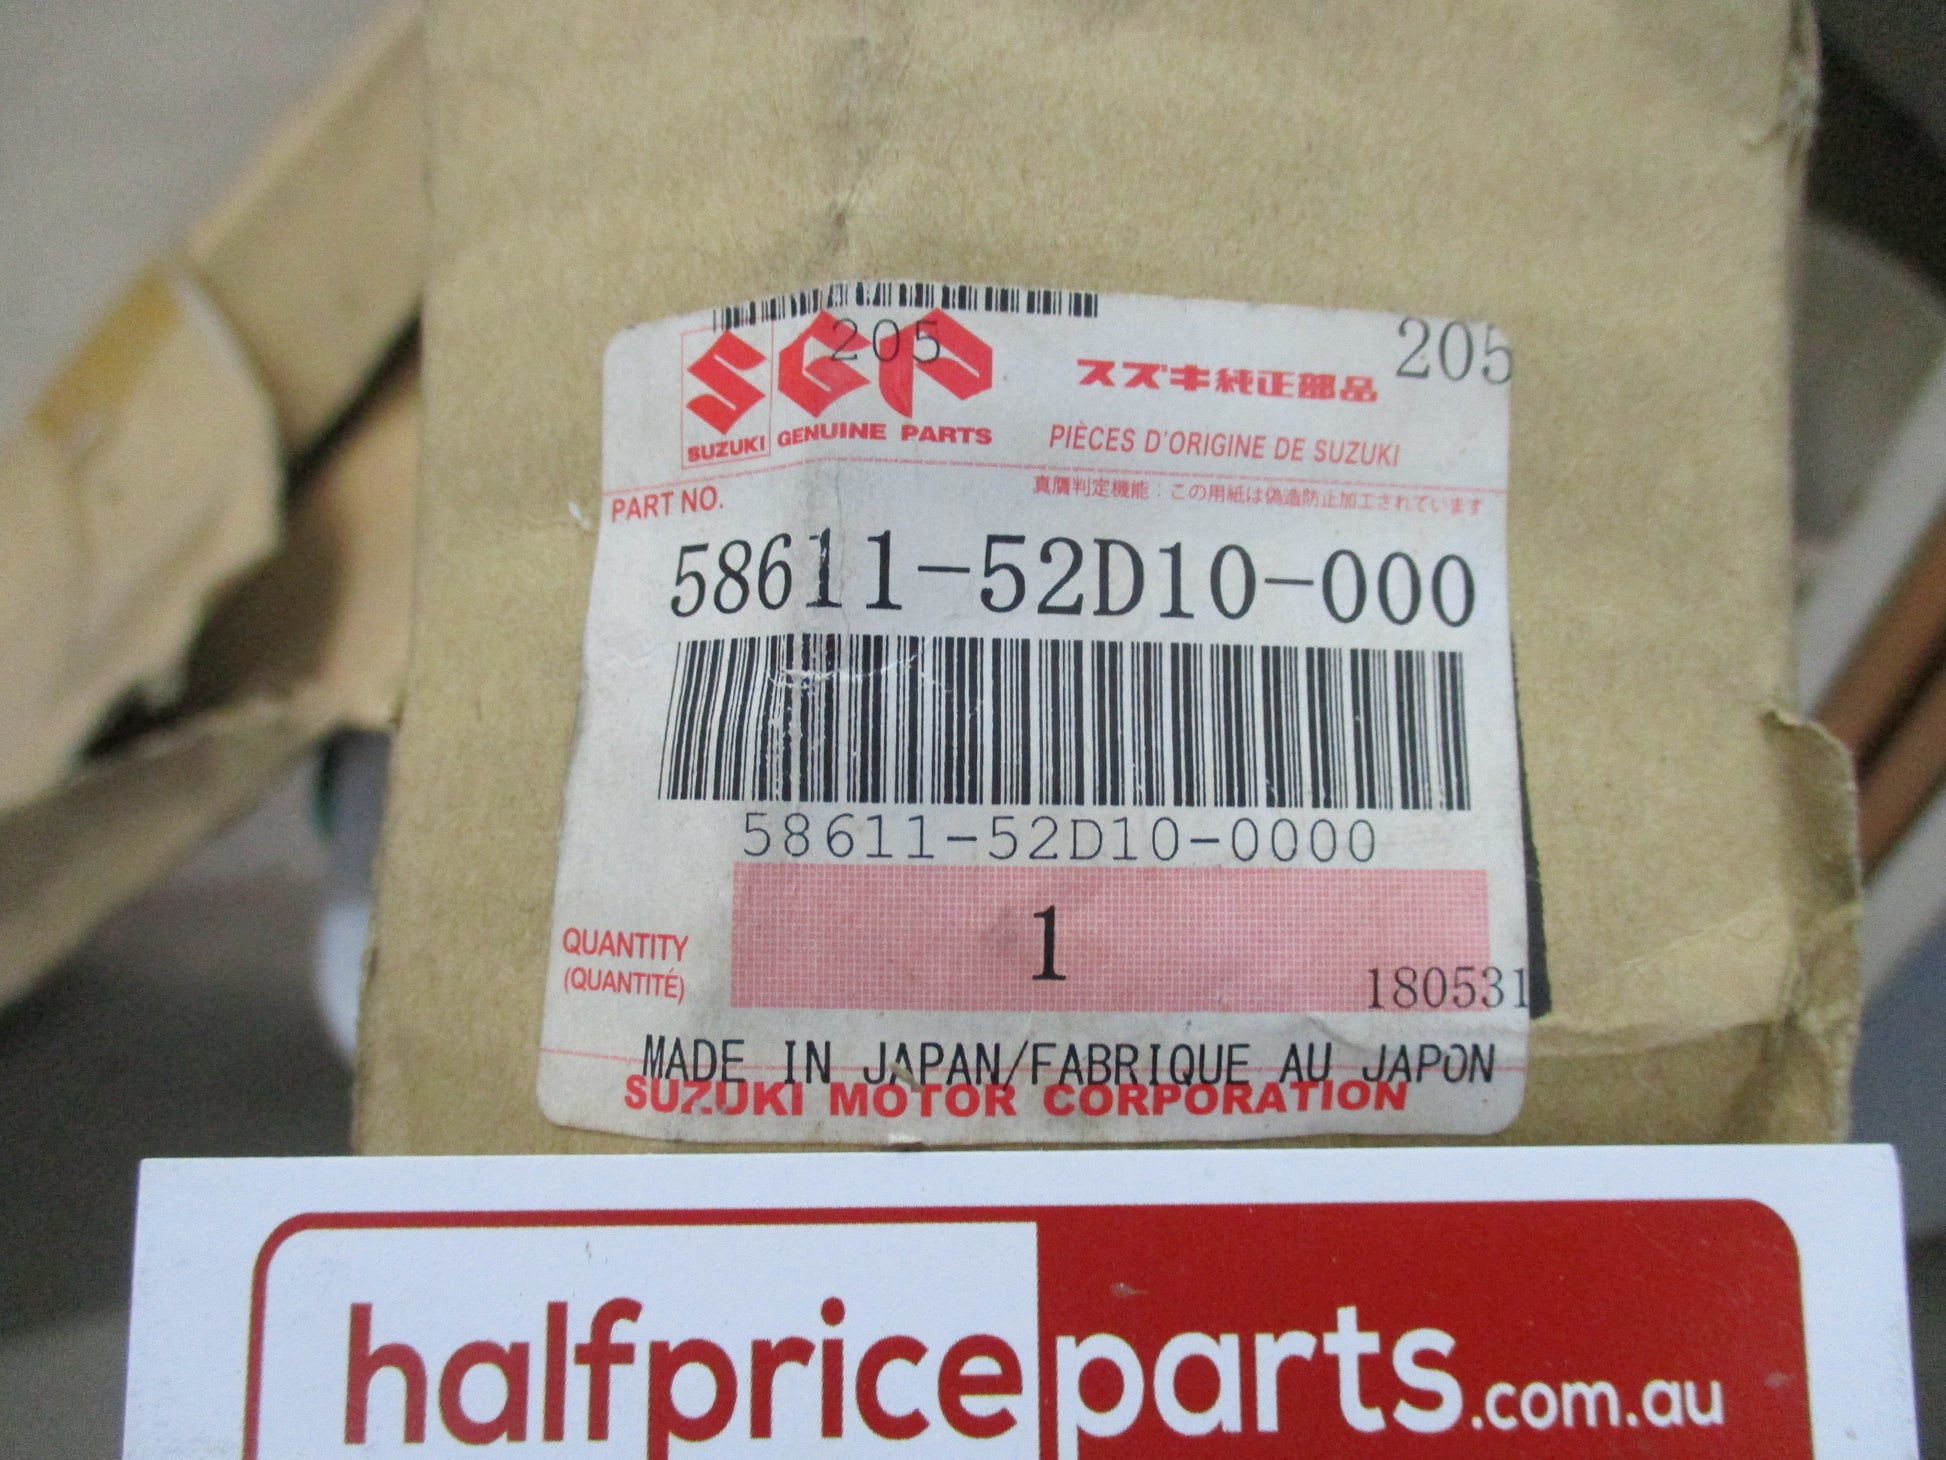 205
205
SUZUKI
SGP
GENUINE PARTS
スズキ純正部品
PIÈCES D'ORIGINE DE SUZUKI
PART NO.
真贋判定機能：この用紙は偽造防止加工されています
58611-52D10-000
58611-52D10-0000
QUANTITY
(QUANTITÉ)
1
180531
MADE IN JAPAN/FABRIQUE AU JAPON
SUZUKI MOTOR CORPORATION
halfpriceparts.com.au